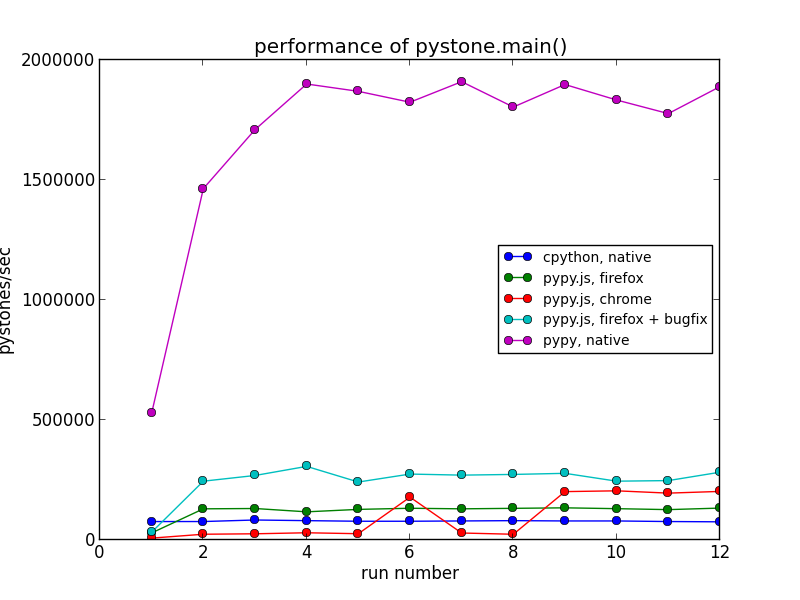 performance of pystone.main()
2000000
1500000
1000000
500000
0
pystones/sec
cpython, native
pypy.js, firefox
pypy.js, chrome
pypy.js, firefox + bugfix
pypy, native
0 2 4 6 8 10 12
run number